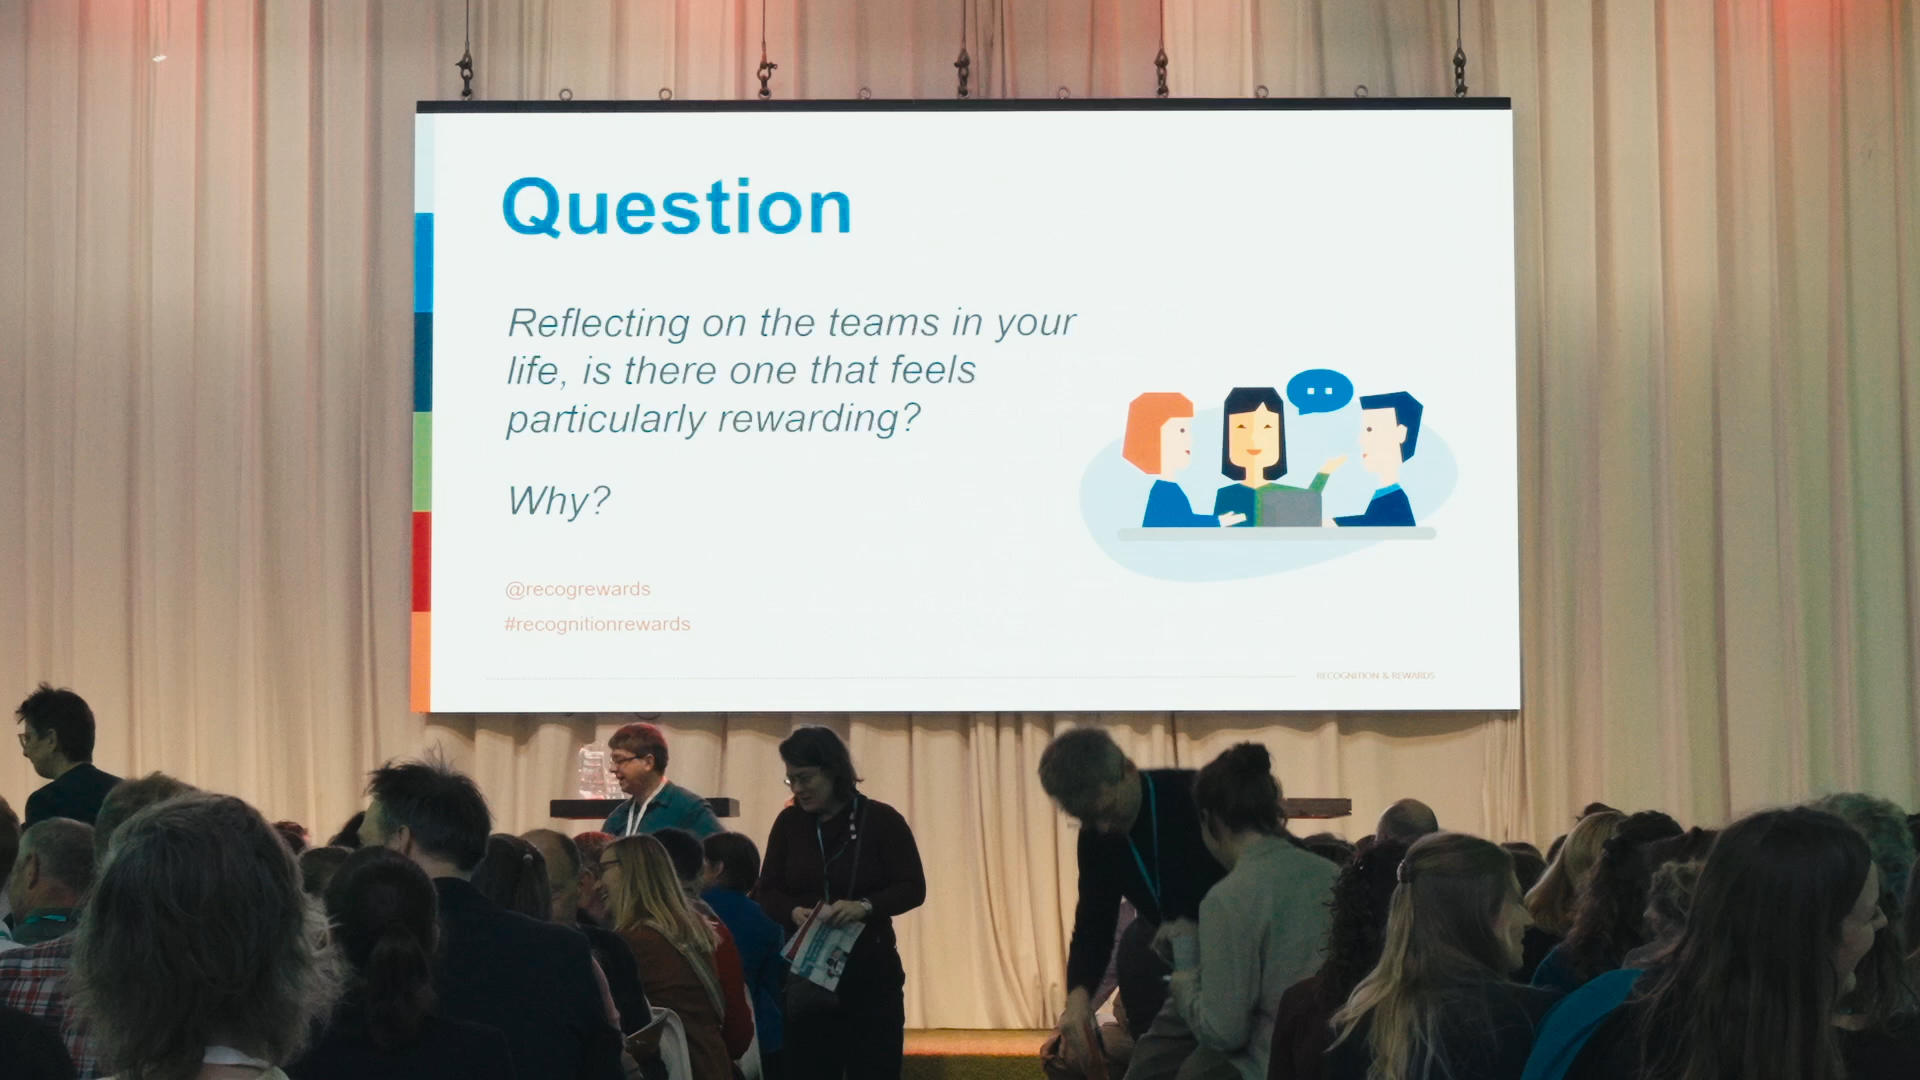 Question
Reflecting on the teams in your
life, is there one that feels
particularly rewarding?
Why?
@recogrewards
#recognitionrewards
RECOGNITION & REWARDS